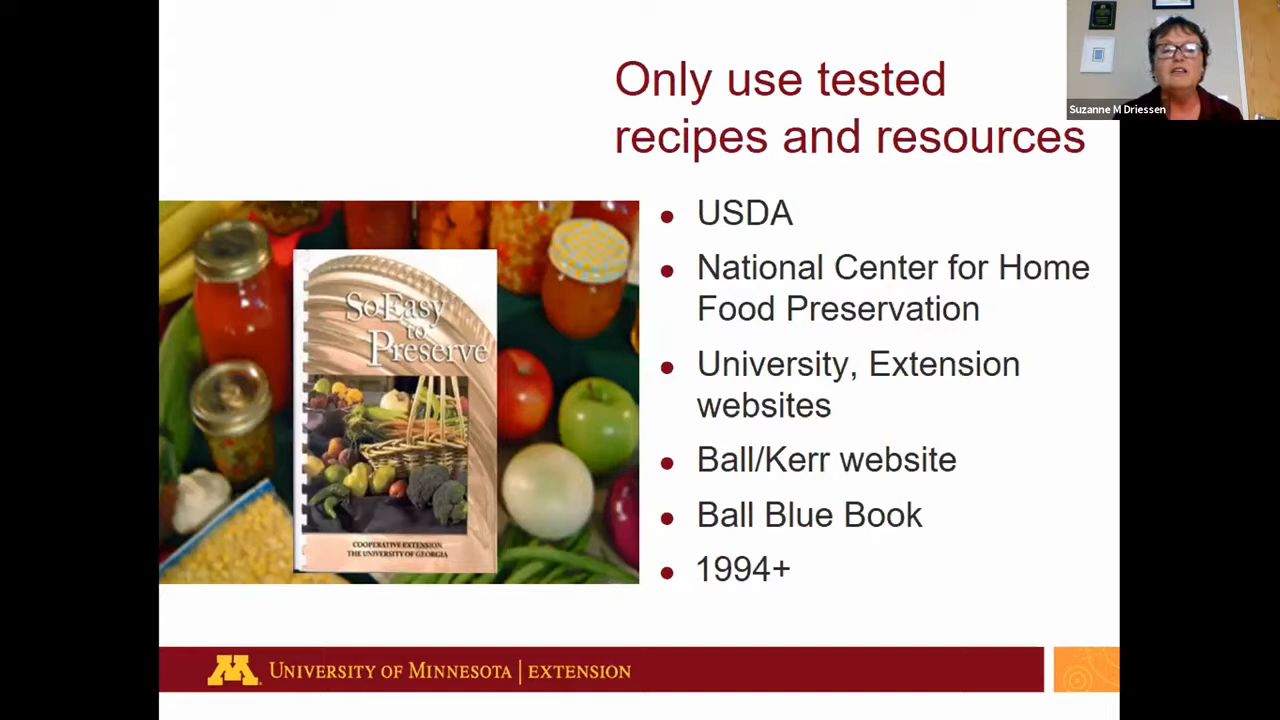 Only use tested
recipes and resources
Suzanne M Driessen
So Easy
to
Preserve
COOPERATIVE EXTENSION
THE UNIVERSITY OF GEORGIA
• USDA
• National Center for Home
Food Preservation
• University, Extension
websites
• Ball/Kerr website
• Ball Blue Book
• 1994+
M
UNIVERSITY OF MINNESOTA | EXTENSION